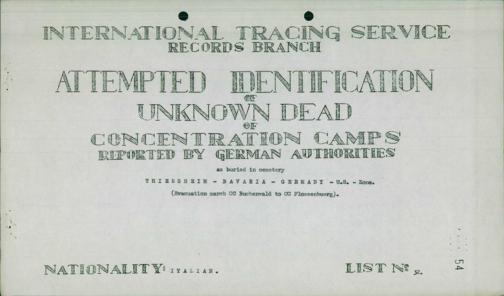 INTERNATIONAL TRACING SERVICE
RECORDS BRANCH
ATTEMPTED IDENTIFICATION
OF
UNKNOWN DEAD
OF
CONCENTRATION CAMPS
REPORTED BY GERMAN AUTHORITIES
as buried in cemetery
THIERSHEIM - BAVARIA - GERMANY - U.S. - Zone.
(Evacuation march CC Buchenwald to CC Flossenbuerg).
NATIONALITY: ITALIAN.
LIST Nº
54